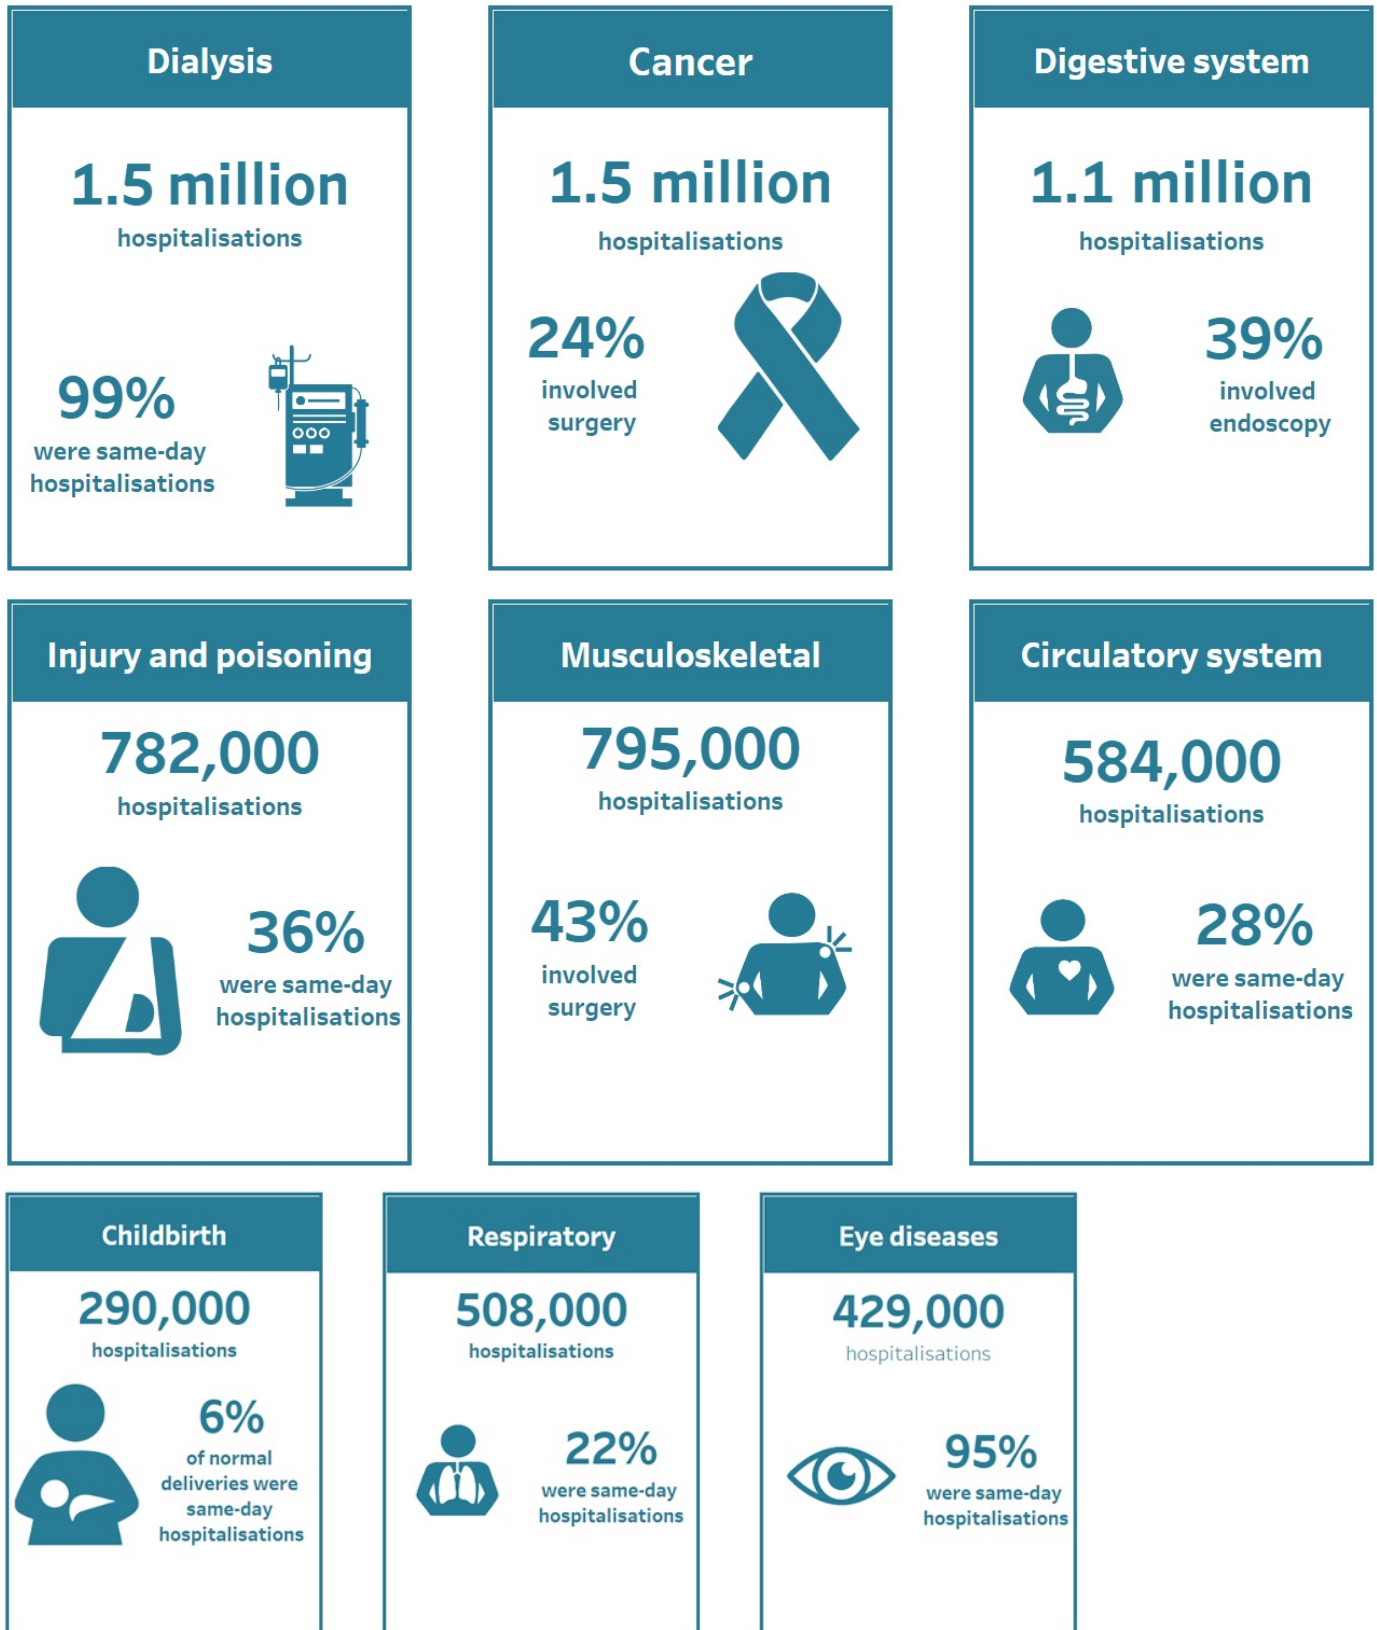 Dialysis
1.5 million
hospitalisations
99%
were same-day
hospitalisations
Cancer
1.5 million
hospitalisations
24%
involved
surgery
Digestive system
1.1 million
hospitalisations
39%
involved
endoscopy
Injury and poisoning
782,000
hospitalisations
36%
were same-day
hospitalisations
Musculoskeletal
795,000
hospitalisations
43%
involved
surgery
Circulatory system
584,000
hospitalisations
28%
were same-day
hospitalisations
Childbirth
290,000
hospitalisations
6%
of normal
deliveries were
same-day
hospitalisations
Respiratory
508,000
hospitalisations
22%
were same-day
hospitalisations
Eye diseases
429,000
hospitalisations
95%
were same-day
hospitalisations